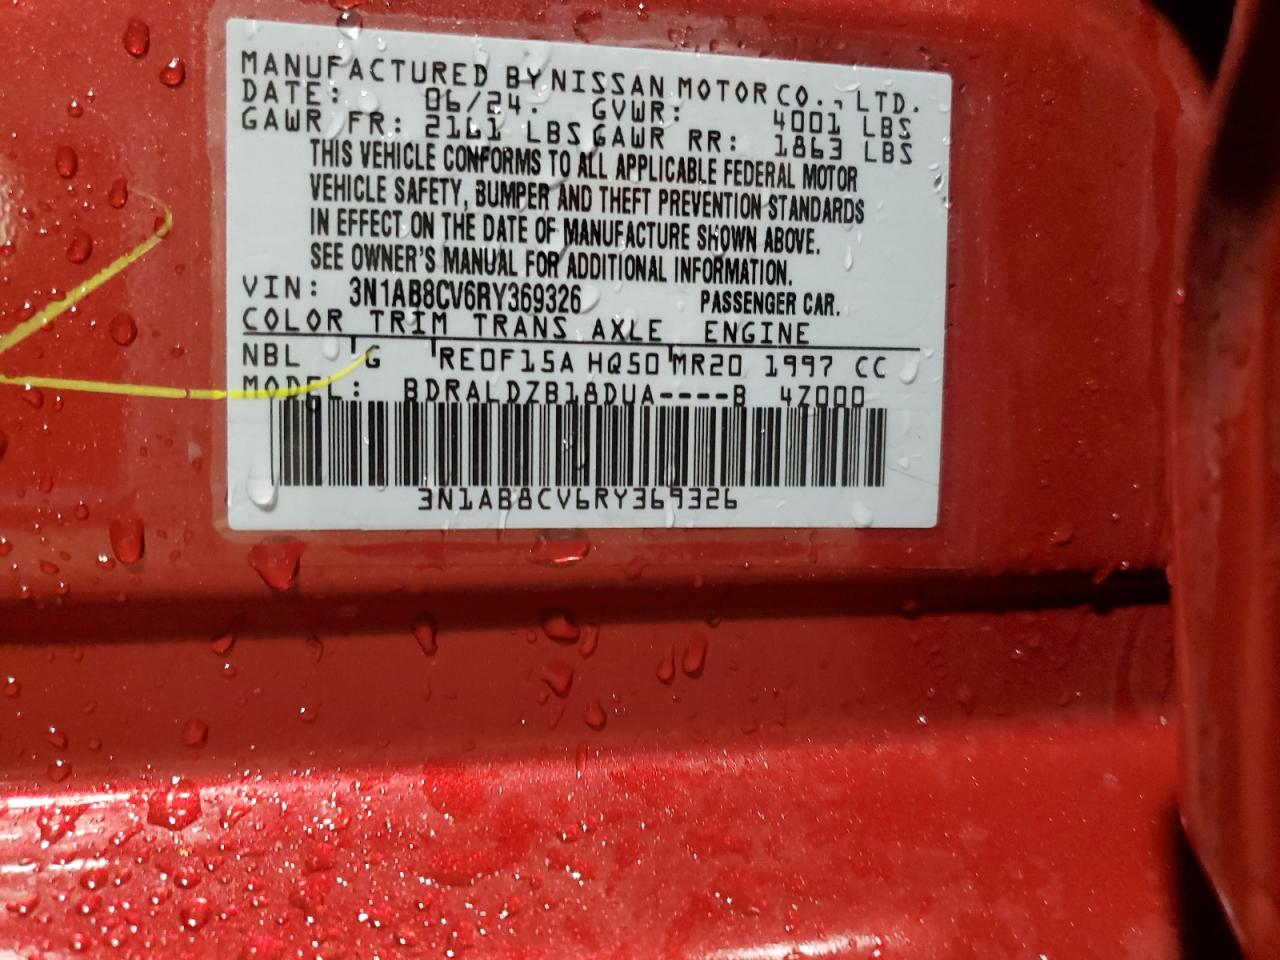 MANUFACTURED BY NISSAN MOTOR CO., LTD.
DATE: 06/24. GVWR: 4001 LBS
GAWR FR: 2161 LBS GAWR RR: 1863 LBS
THIS VEHICLE CONFORMS TO ALL APPLICABLE FEDERAL MOTOR
VEHICLE SAFETY, BUMPER AND THEFT PREVENTION STANDARDS
IN EFFECT ON THE DATE OF MANUFACTURE SHOWN ABOVE.
SEE OWNER'S MANUAL FOR ADDITIONAL INFORMATION.
VIN: 3N1AB8CV6RY369326 PASSENGER CAR.
COLOR TRIM TRANS AXLE ENGINE
NBL G RE0F15A HQ50 MR20 1997 CC
MODEL: BDRALDZB18DUA----B 4Z000
3N1AB8CV6RY369326